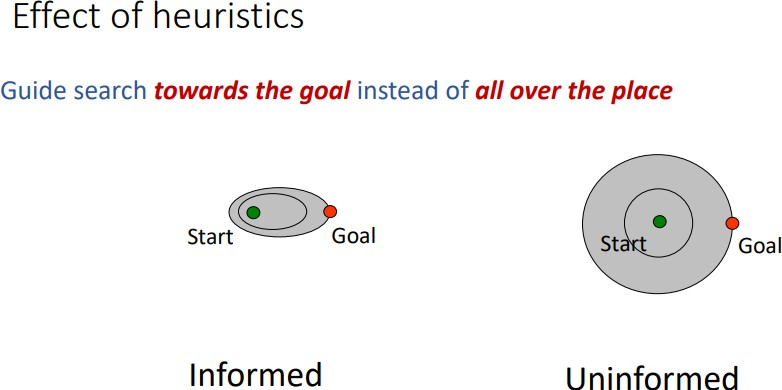 Effect of heuristics
Guide search towards the goal instead of all over the place
Start
Goal
Start
Goal
Informed
Uninformed